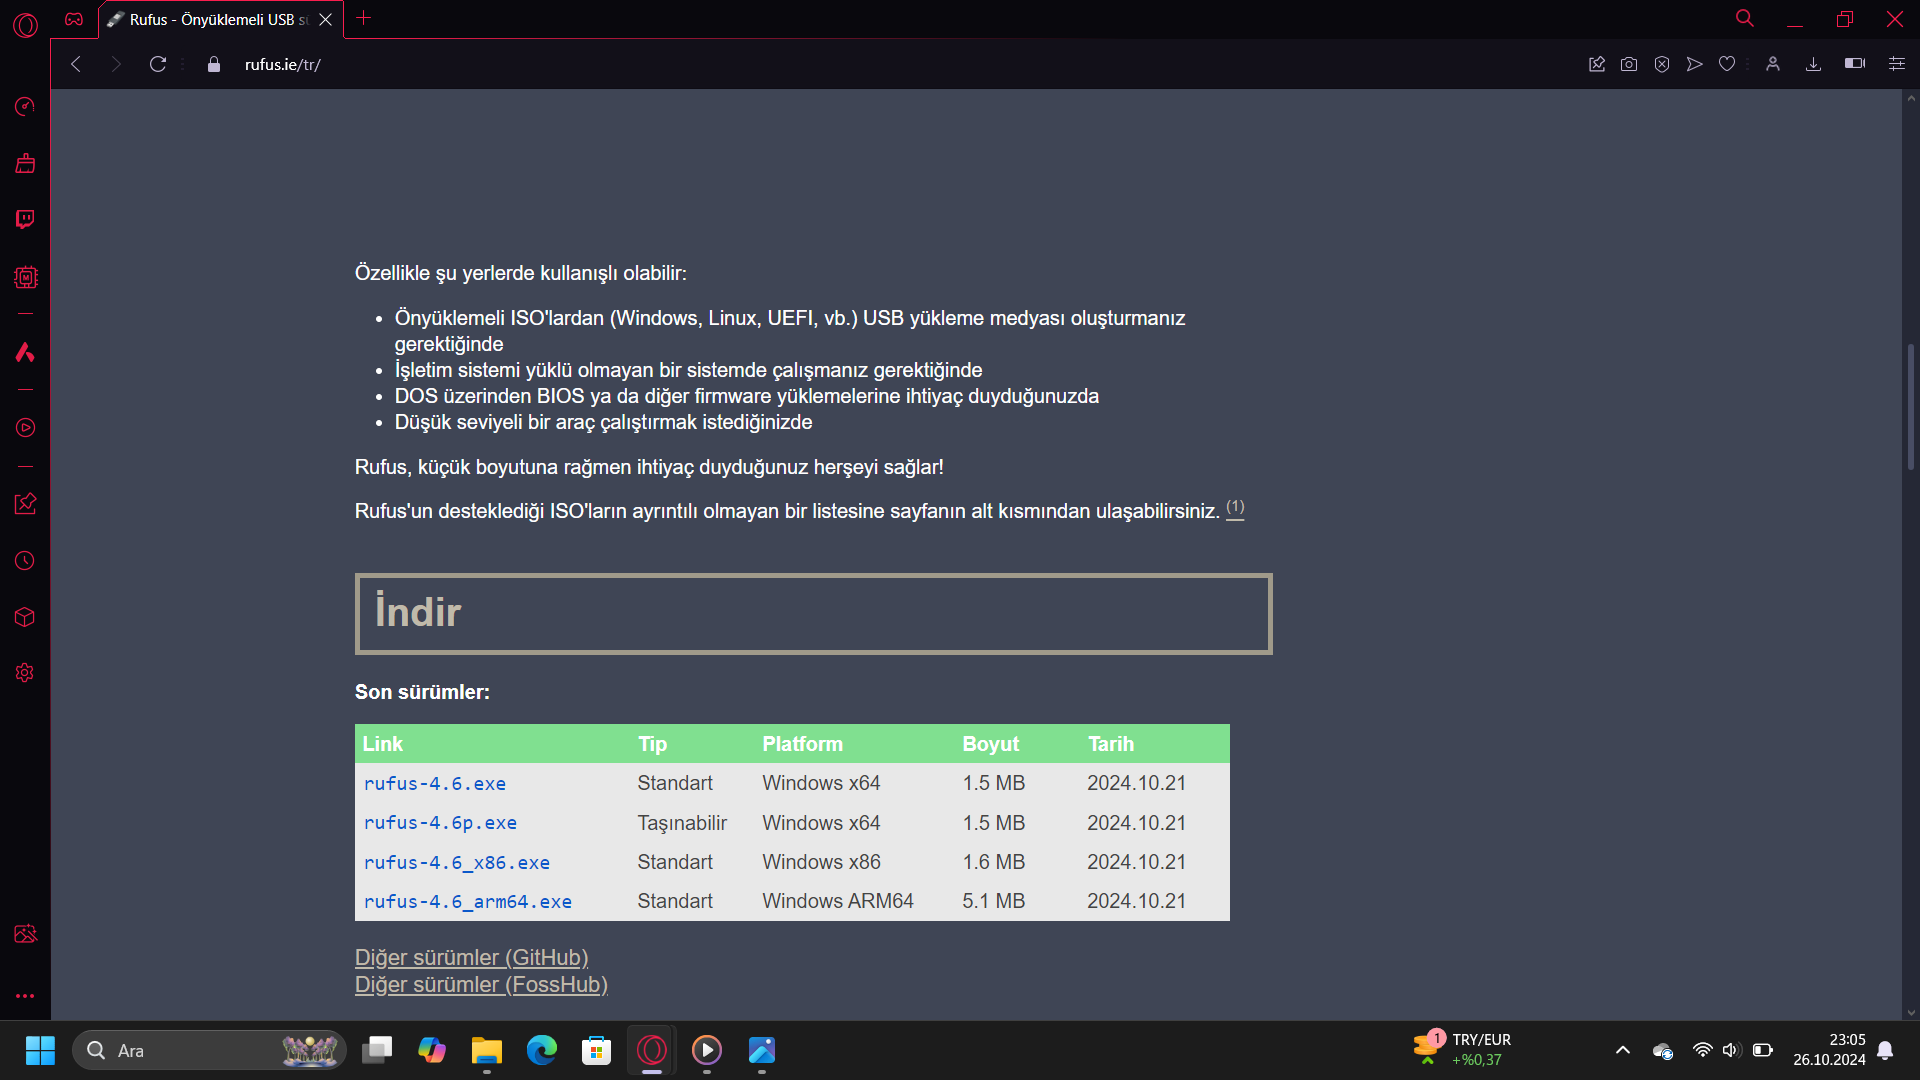 Rufus - Önyüklemeli USB
rufus.ie/tr/
Özellikle şu yerlerde kullanışlı olabilir:
Önyüklemeli ISO'lardan (Windows, Linux, UEFI, vb.) USB yükleme medyası oluşturmanız
gerektiğinde
İşletim sistemi yüklü olmayan bir sistemde çalışmanız gerektiğinde
DOS üzerinden BIOS ya da diğer firmware yüklemelerine ihtiyaç duyduğunuzda
Düşük seviyeli bir araç çalıştırmak istediğinizde
Rufus, küçük boyutuna rağmen ihtiyaç duyduğunuz herşeyi sağlar!
Rufus'un desteklediği ISO'ların ayrıntılı olmayan bir listesine sayfanın alt kısmından ulaşabilirsiniz. (1)
İndir
Son sürümler:
Link Tip Platform Boyut Tarih
rufus-4.6.exe Standart Windows x64 1.5 MB 2024.10.21
rufus-4.6p.exe Taşınabilir Windows x64 1.5 MB 2024.10.21
rufus-4.6_x86.exe Standart Windows x86 1.6 MB 2024.10.21
rufus-4.6_arm64.exe Standart Windows ARM64 5.1 MB 2024.10.21
Diğer sürümler (GitHub)
Diğer sürümler (FossHub)
Ara
1
TRY/EUR
+%0,37
23:05
26.10.2024